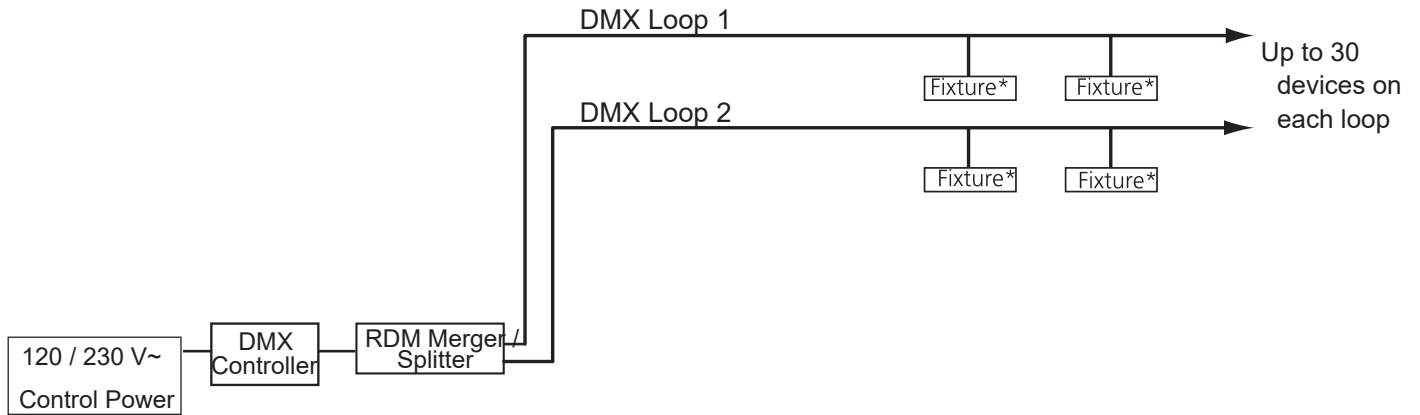 DMX Loop 1
Up to 30
devices on
each loop
Fixture* Fixture*
DMX Loop 2
Fixture* Fixture*
120 / 230 V~
Control Power
DMX
Controller
RDM Merger /
Splitter